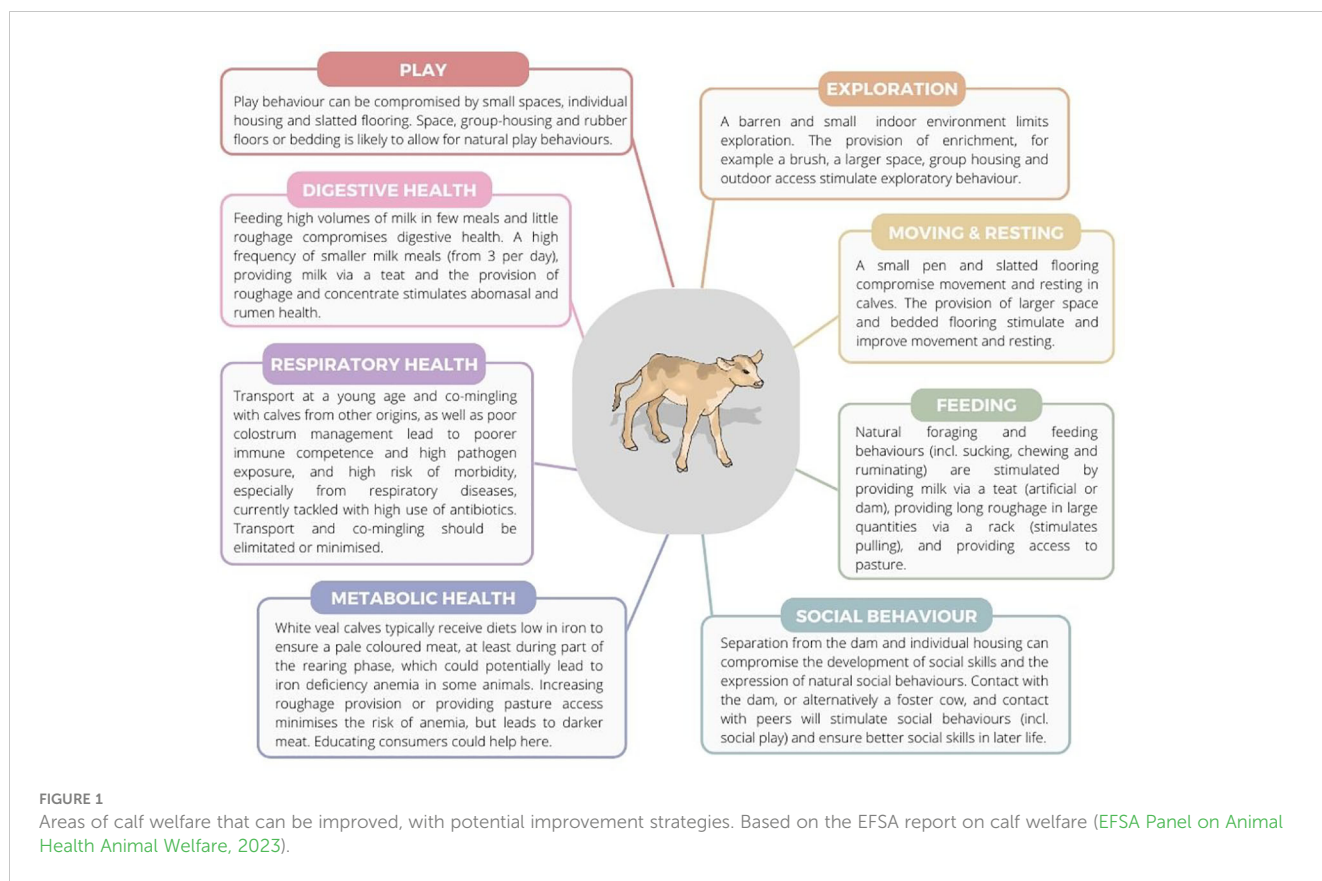 PLAY
Play behaviour can be compromised by small spaces, individual
housing and slatted flooring. Space, group-housing and rubber
floors or bedding is likely to allow for natural play behaviours.
DIGESTIVE HEALTH
Feeding high volumes of milk in few meals and little
roughage compromises digestive health. A high
frequency of smaller milk meals (from 3 per day),
providing milk via a teat and the provision of
roughage and concentrate stimulates abomasal and
rumen health.
RESPIRATORY HEALTH
Transport at a young age and co-mingling
with calves from other origins, as well as poor
colostrum management lead to poorer
immune competence and high pathogen
exposure, and high risk of morbidity,
especially from respiratory diseases,
currently tackled with high use of antibiotics.
Transport and co-mingling should be
elimitated or minimised.
METABOLIC HEALTH
White veal calves typically receive diets low in iron to
ensure a pale coloured meat, at least during part of
the rearing phase, which could potentially lead to
iron deficiency anemia in some animals. Increasing
roughage provision or providing pasture access
minimises the risk of anemia, but leads to darker
meat. Educating consumers could help here.
EXPLORATION
A barren and small indoor environment limits
exploration. The provision of enrichment, for
example a brush, a larger space, group housing and
outdoor access stimulate exploratory behaviour.
MOVING & RESTING
A small pen and slatted flooring
compromise movement and resting in
calves. The provision of larger space
and bedded flooring stimulate and
improve movement and resting.
FEEDING
Natural foraging and feeding
behaviours (incl. sucking, chewing and
ruminating) are stimulated by
providing milk via a teat (artificial or
dam), providing long roughage in large
quantities via a rack (stimulates
pulling), and providing access to
pasture.
SOCIAL BEHAVIOUR
Separation from the dam and individual housing can
compromise the development of social skills and the
expression of natural social behaviours. Contact with
the dam, or alternatively a foster cow, and contact
with peers will stimulate social behaviours (incl.
social play) and ensure better social skills in later life.
FIGURE 1
Areas of calf welfare that can be improved, with potential improvement strategies. Based on the EFSA report on calf welfare (EFSA Panel on Animal
Health Animal Welfare, 2023).